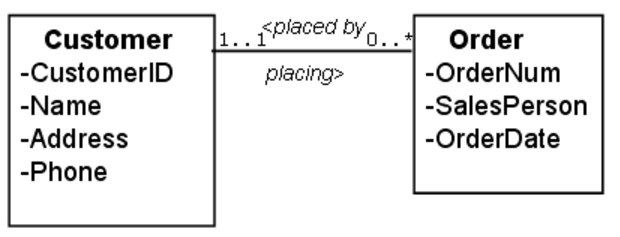 Customer
-CustomerID
-Name
-Address
-Phone
1..1
<placed by
0..*
placing>
Order
-OrderNum
-SalesPerson
-OrderDate